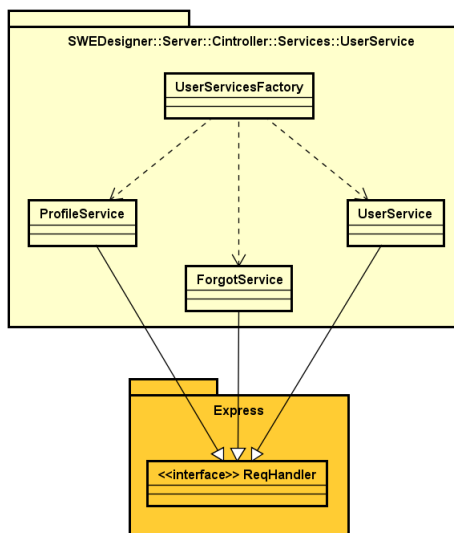 SWEDesigner::Server::Cintroller::Services::UserService
UserServicesFactory
ProfileService
UserService
ForgotService
Express
<<interface>> ReqHandler